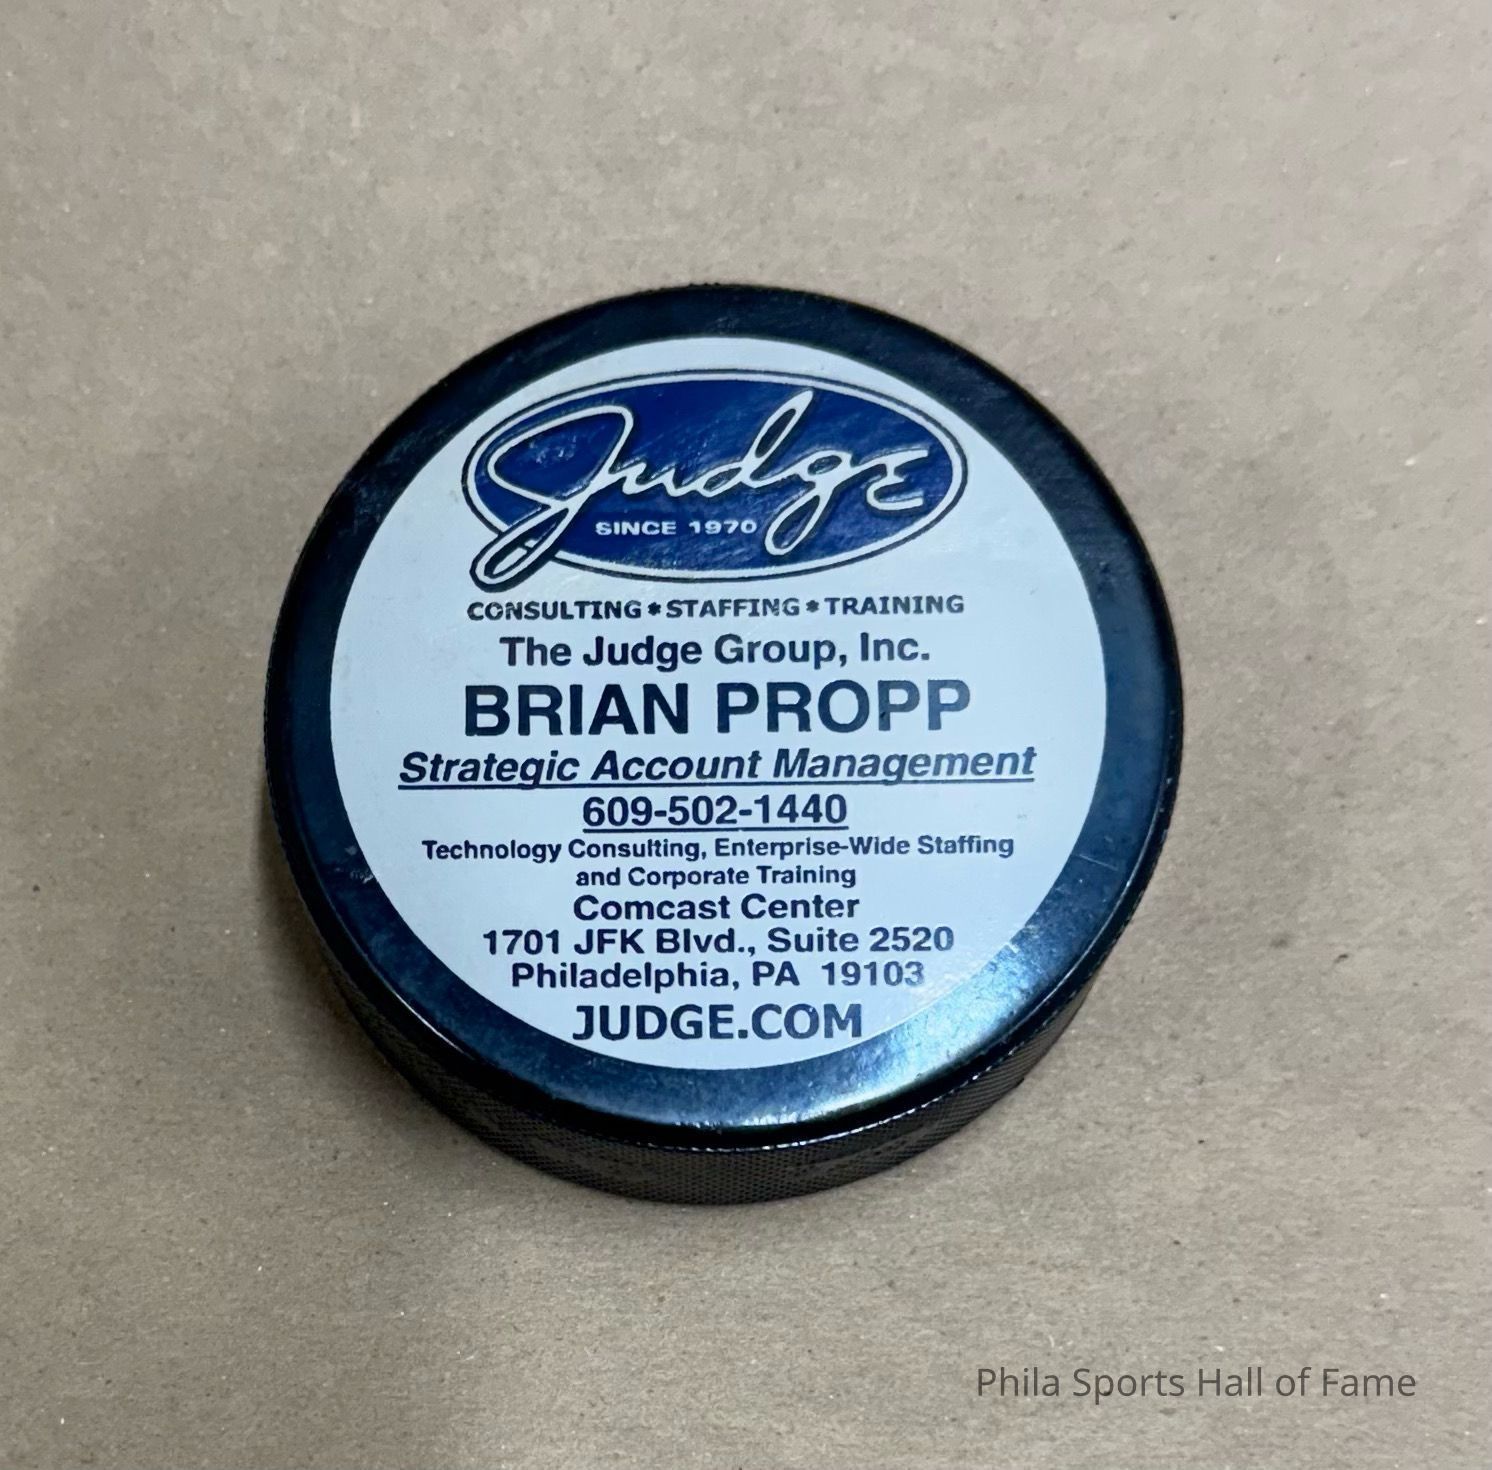 Judge
SINCE 1970
CONSULTING * STAFFING * TRAINING
The Judge Group, Inc.
BRIAN PROPP
Strategic Account Management
609-502-1440
Technology Consulting, Enterprise-Wide Staffing
and Corporate Training
Comcast Center
1701 JFK Blvd., Suite 2520
Philadelphia, PA 19103
JUDGE.COM
Phila Sports Hall of Fame